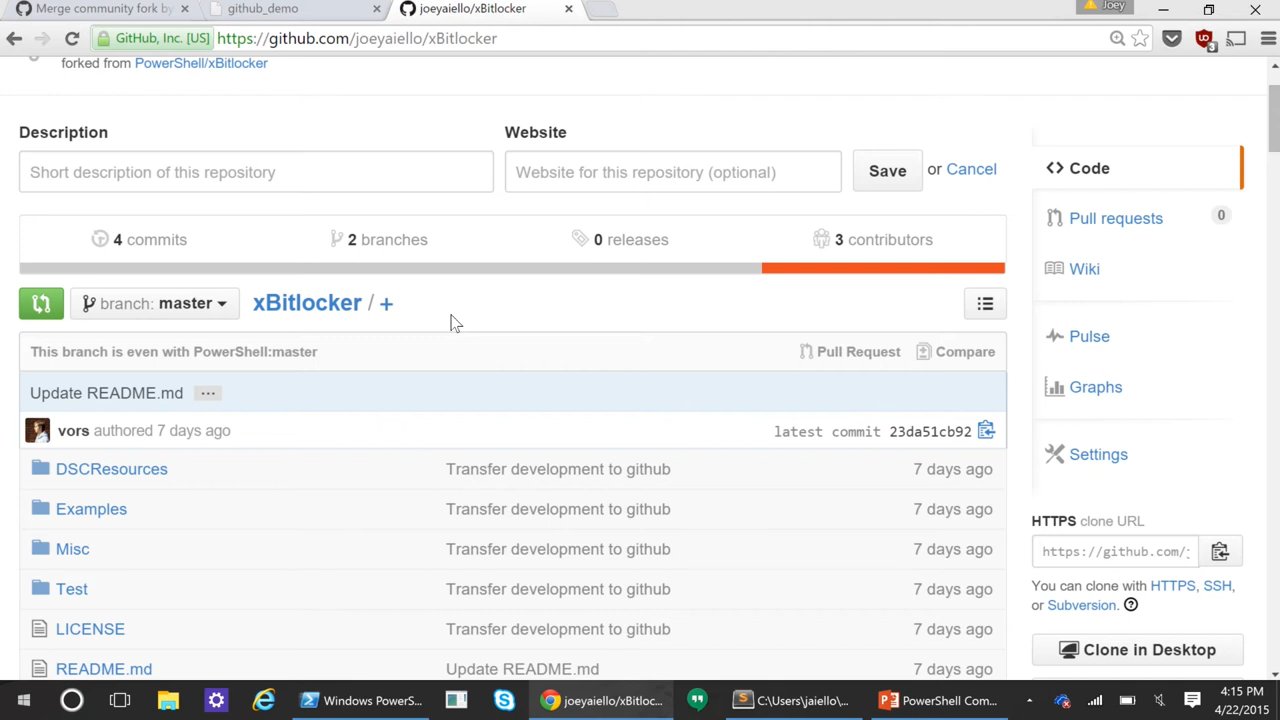 Merge community fork by
github_demo
joeyaiello/xBitlocker
Joey
GitHub, Inc. [US] https://github.com/joeyaiello/xBitlocker
3
forked from PowerShell/xBitlocker
Description
Website
Short description of this repository
Website for this repository (optional)
Save or Cancel
4 commits
2 branches
0 releases
3 contributors
branch: master
xBitlocker / +
This branch is even with PowerShell:master
Pull Request
Compare
Update README.md ...
vors authored 7 days ago
latest commit 23da51cb92
DSCResources Transfer development to github 7 days ago
Examples Transfer development to github 7 days ago
Misc Transfer development to github 7 days ago
Test Transfer development to github 7 days ago
LICENSE Transfer development to github 7 days ago
README.md Update README.md 7 days ago
Code
Pull requests 0
Wiki
Pulse
Graphs
Settings
HTTPS clone URL
https://github.com/
You can clone with HTTPS, SSH,
or Subversion.
Clone in Desktop
Windows PowerS...
joeyaiello/xBitloc...
C:\Users\jaiello\...
PowerShell Com...
4:15 PM
4/22/2015